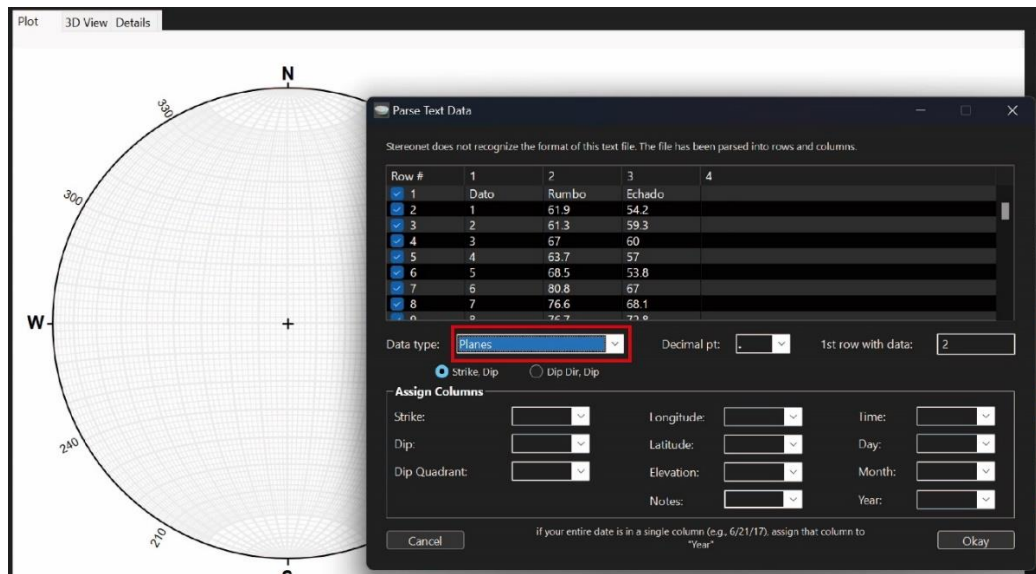 Plot 3D View Details
N
330
300
W
240
210
S
Parse Text Data
Stereonet does not recognize the format of this text file. The file has been parsed into rows and columns.
Row # 1 2 3 4
1 Dato Rumbo Echado
2 1 61.9 54.2
3 2 61.3 59.3
4 3 67 60
5 4 63.7 57
6 5 68.5 53.8
7 6 80.8 67
8 7 76.6 68.1
9 8 76.7 72.8
Data type: Planes Decimal pt: . 1st row with data: 2
Strike, Dip Dip Dir, Dip
Assign Columns
Strike: Longitude: Time:
Dip: Latitude: Day:
Dip Quadrant: Elevation: Month:
Notes: Year:
if your entire date is in a single column (e.g., 6/21/17), assign that column to
"Year"
Cancel Okay